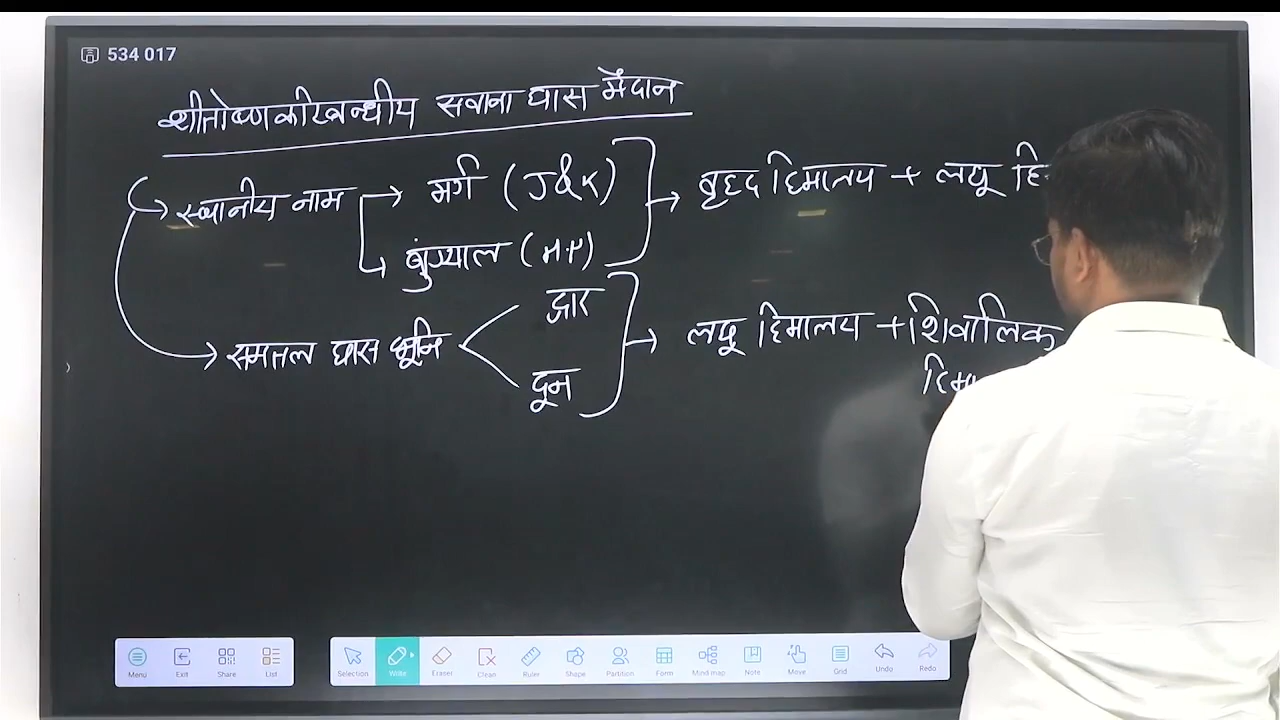 534 017
शीतोष्ण कटिबन्धीय सवाना घास मैदान
स्थानीय नाम → मर्ग (J&K) → बृहद हिमालय + लघु हि
बुग्याल (H.P)
समतल घास भूमि
द्वार
दून
→ लघु हिमालय + शिवालिक
हिमा
Menu Exit Share List Selection Write Eraser Clean Ruler Shape Partition Form Mind map Note Move Grid Undo Redo